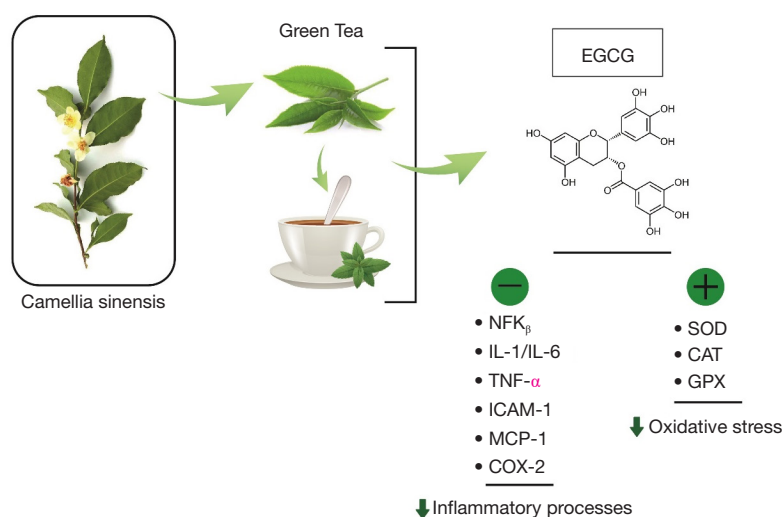 Green Tea
Camellia sinensis
EGCG
OH
OH
OH
HO
O
OH
O
O
OH
OH
OH
−
• NFKᵦ
• IL-1/IL-6
• TNF-α
• ICAM-1
• MCP-1
• COX-2
Inflammatory processes
+
• SOD
• CAT
• GPX
Oxidative stress